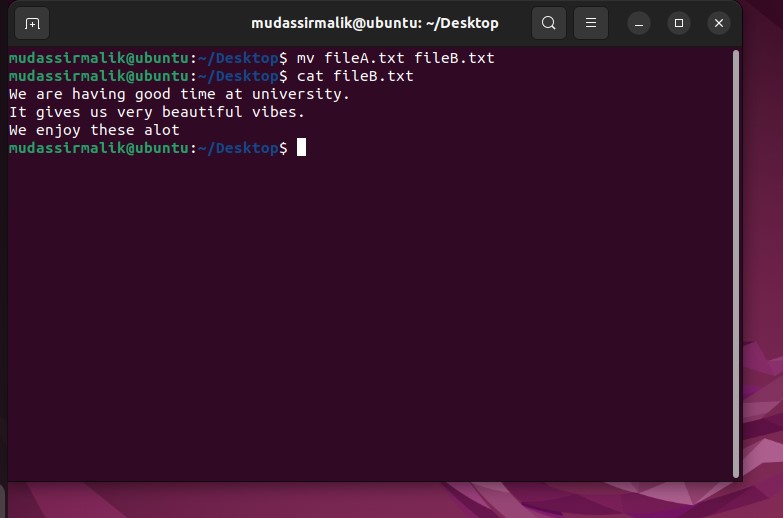 mudassirmalik@ubuntu: ~/Desktop
mudassirmalik@ubuntu:~/Desktop$ mv fileA.txt fileB.txt
mudassirmalik@ubuntu:~/Desktop$ cat fileB.txt
We are having good time at university.
It gives us very beautiful vibes.
We enjoy these alot
mudassirmalik@ubuntu:~/Desktop$